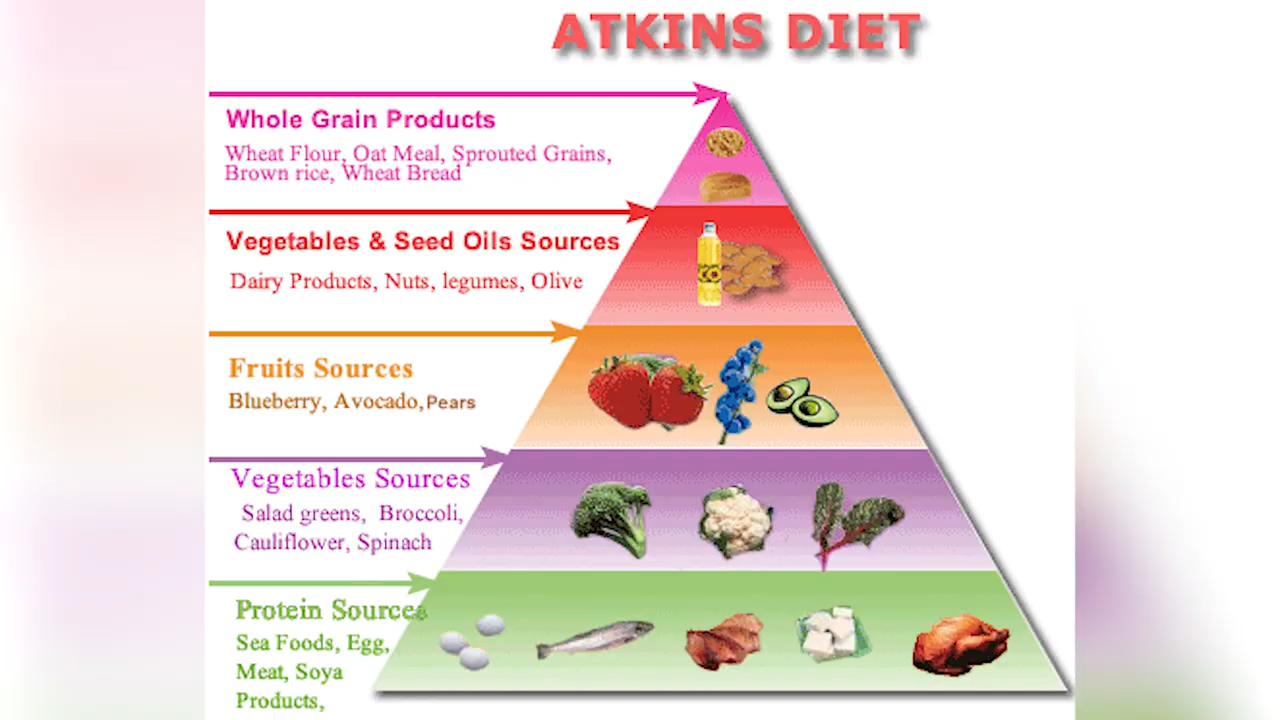 ATKINS DIET
Whole Grain Products
Wheat Flour, Oat Meal, Sprouted Grains,
Brown rice, Wheat Bread
Vegetables & Seed Oils Sources
Dairy Products, Nuts, legumes, Olive
Fruits Sources
Blueberry, Avocado, Pears
Vegetables Sources
Salad greens, Broccoli,
Cauliflower, Spinach
Protein Sources
Sea Foods, Egg,
Meat, Soya
Products,